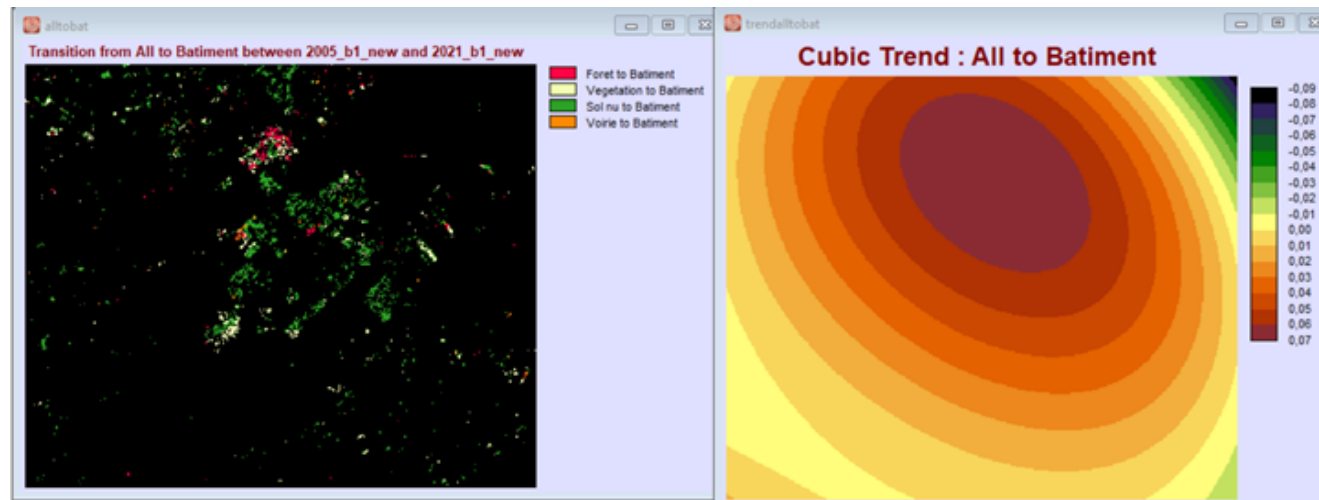 alltobat
Transition from All to Batiment between 2005_b1_new and 2021_b1_new
Foret to Batiment
Vegetation to Batiment
Sol nu to Batiment
Voirie to Batiment
trendalltobat
Cubic Trend : All to Batiment
-0,09
-0,08
-0,07
-0,06
-0,05
-0,04
-0,03
-0,02
-0,01
0,00
0,01
0,02
0,03
0,04
0,05
0,06
0,07